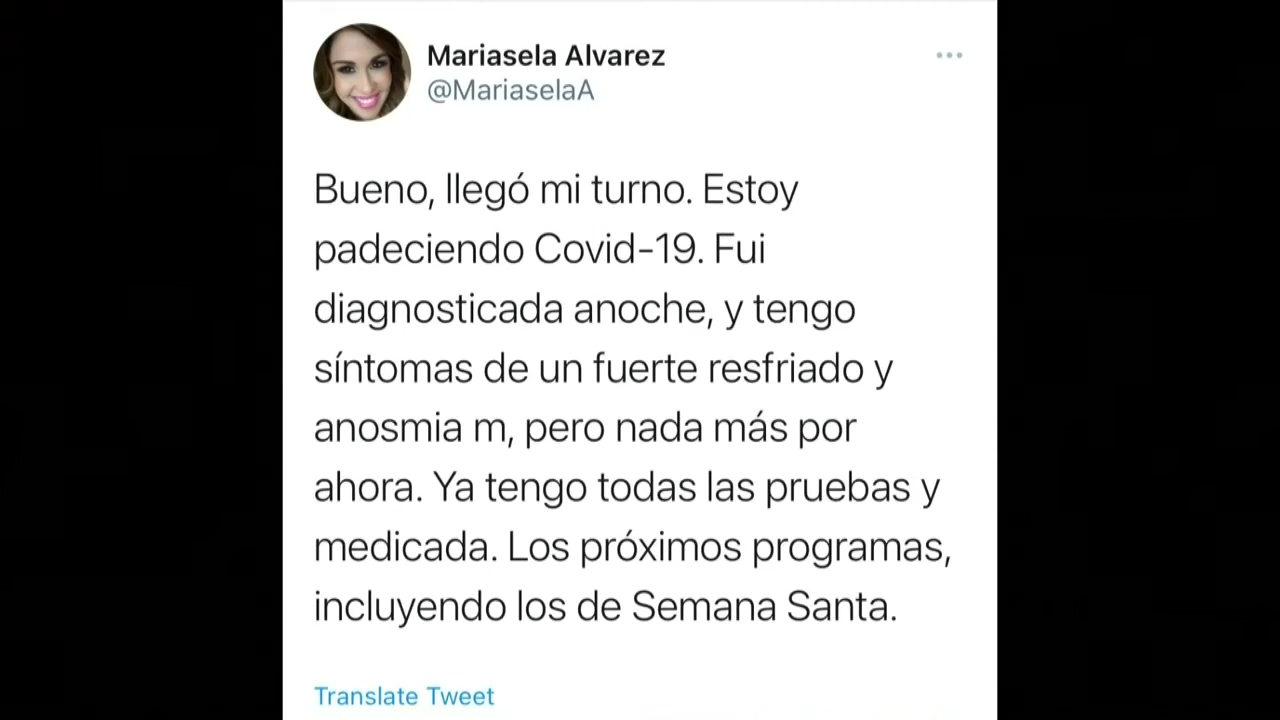 Mariasela Alvarez
@MariaselaA
Bueno, llegó mi turno. Estoy
padeciendo Covid-19. Fui
diagnosticada anoche, y tengo
síntomas de un fuerte resfriado y
anosmia m, pero nada más por
ahora. Ya tengo todas las pruebas y
medicada. Los próximos programas,
incluyendo los de Semana Santa.
Translate Tweet